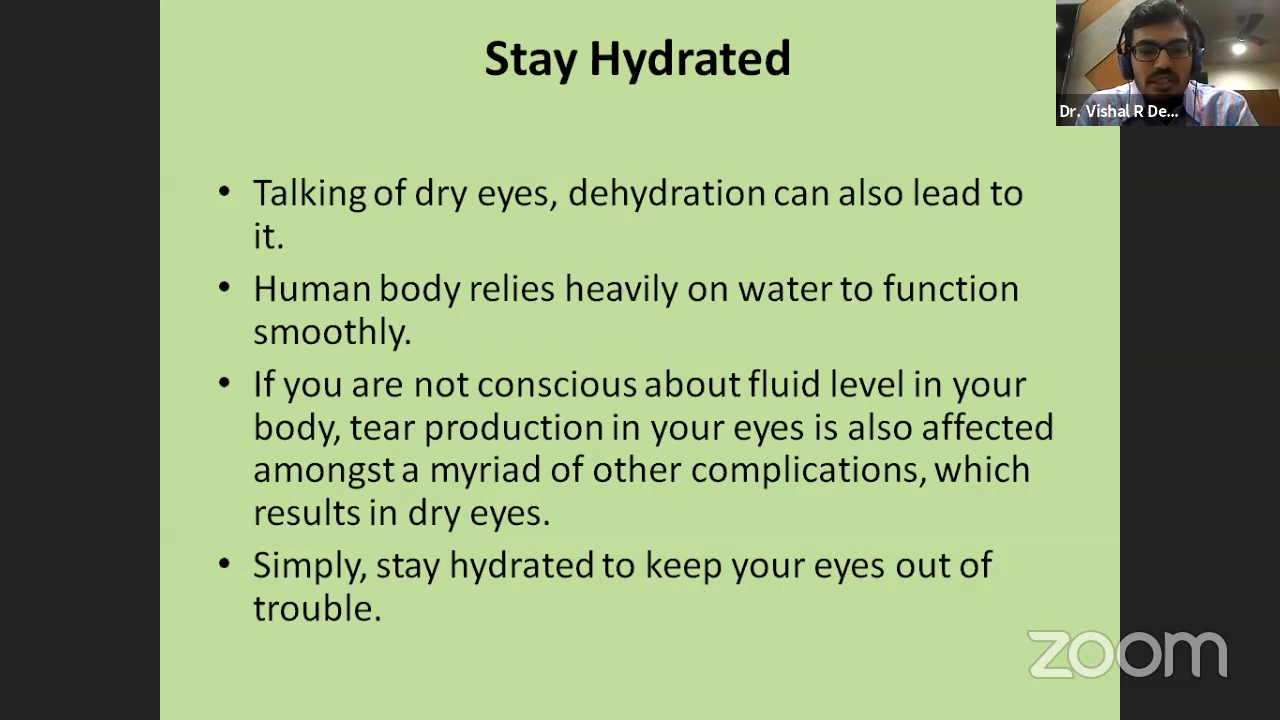 Stay Hydrated
Dr. Vishal R De...
• Talking of dry eyes, dehydration can also lead to
it.
• Human body relies heavily on water to function
smoothly.
• If you are not conscious about fluid level in your
body, tear production in your eyes is also affected
amongst a myriad of other complications, which
results in dry eyes.
• Simply, stay hydrated to keep your eyes out of
trouble.
zoom